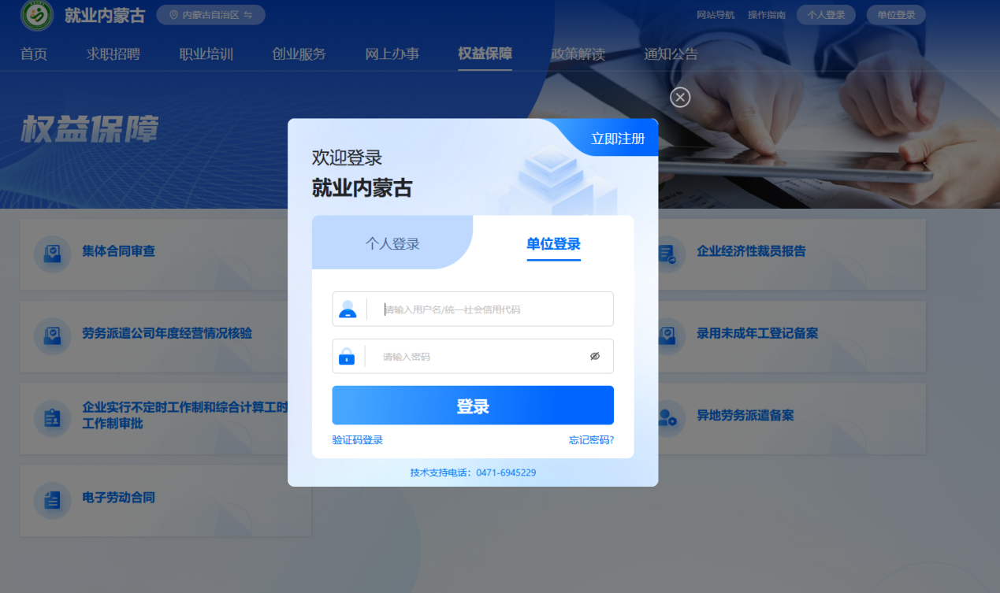 就业内蒙古
内蒙古自治区
网站导航
操作指南
个人登录
单位登录
首页
求职招聘
职业培训
创业服务
网上办事
权益保障
政策解读
通知公告
权益保障
立即注册
欢迎登录
就业内蒙古
个人登录
单位登录
请输入用户名/统一社会信用代码
请输入密码
登录
验证码登录
忘记密码?
技术支持电话：0471-6945229
集体合同审查
企业经济性裁员报告
劳务派遣公司年度经营情况核验
录用未成年工登记备案
企业实行不定时工作制和综合计算工时
工作制审批
异地劳务派遣备案
电子劳动合同